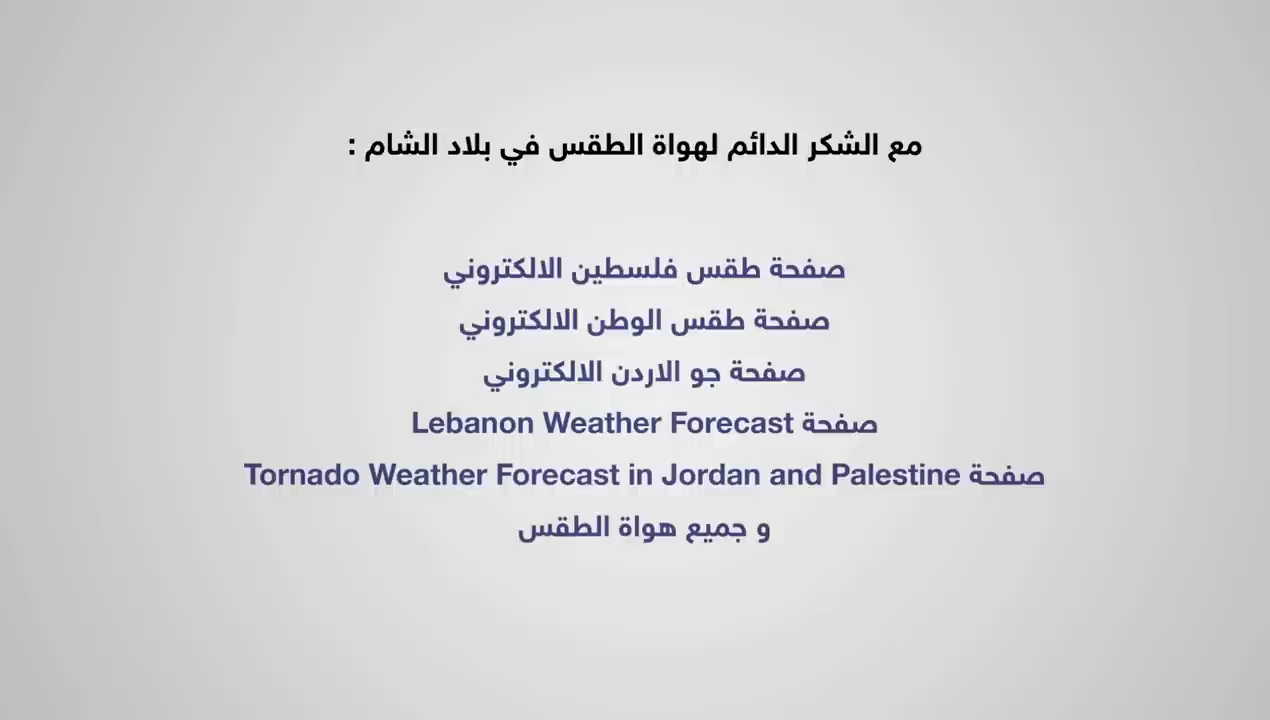 مع الشكر الدائم لهواة الطقس في بلاد الشام :
صفحة طقس فلسطين الالكتروني
صفحة طقس الوطن الالكتروني
صفحة جو الاردن الالكتروني
صفحة Lebanon Weather Forecast
صفحة Tornado Weather Forecast in Jordan and Palestine
و جميع هواة الطقس